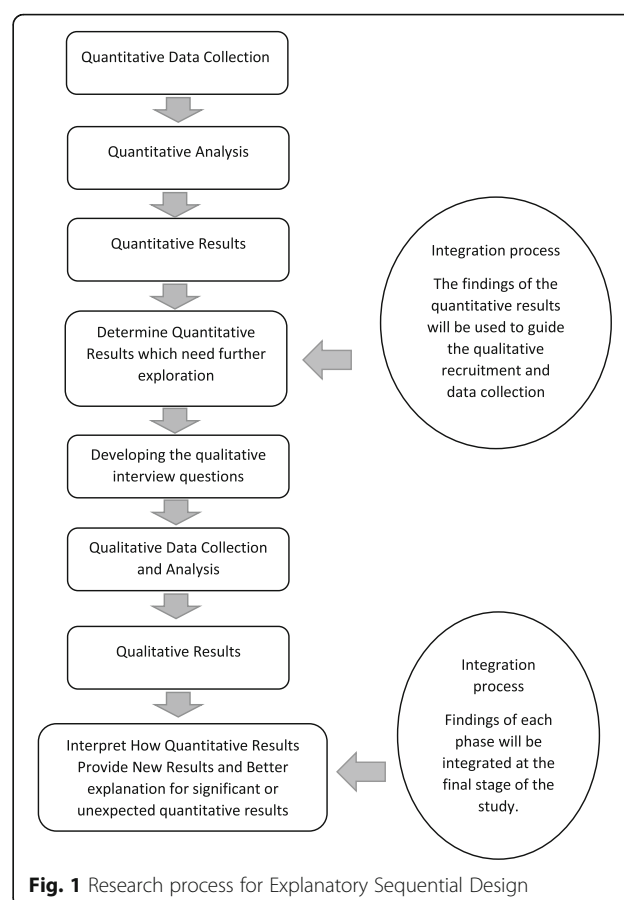 Quantitative Data Collection
Quantitative Analysis
Quantitative Results
Determine Quantitative
Results which need further
exploration
Integration process
The findings of the
quantitative results
will be used to guide
the qualitative
recruitment and
data collection
Developing the qualitative
interview questions
Qualitative Data Collection
and Analysis
Qualitative Results
Interpret How Quantitative Results
Provide New Results and Better
explanation for significant or
unexpected quantitative results
Integration
process
Findings of each
phase will be
integrated at the
final stage of the
study.
Fig. 1 Research process for Explanatory Sequential Design